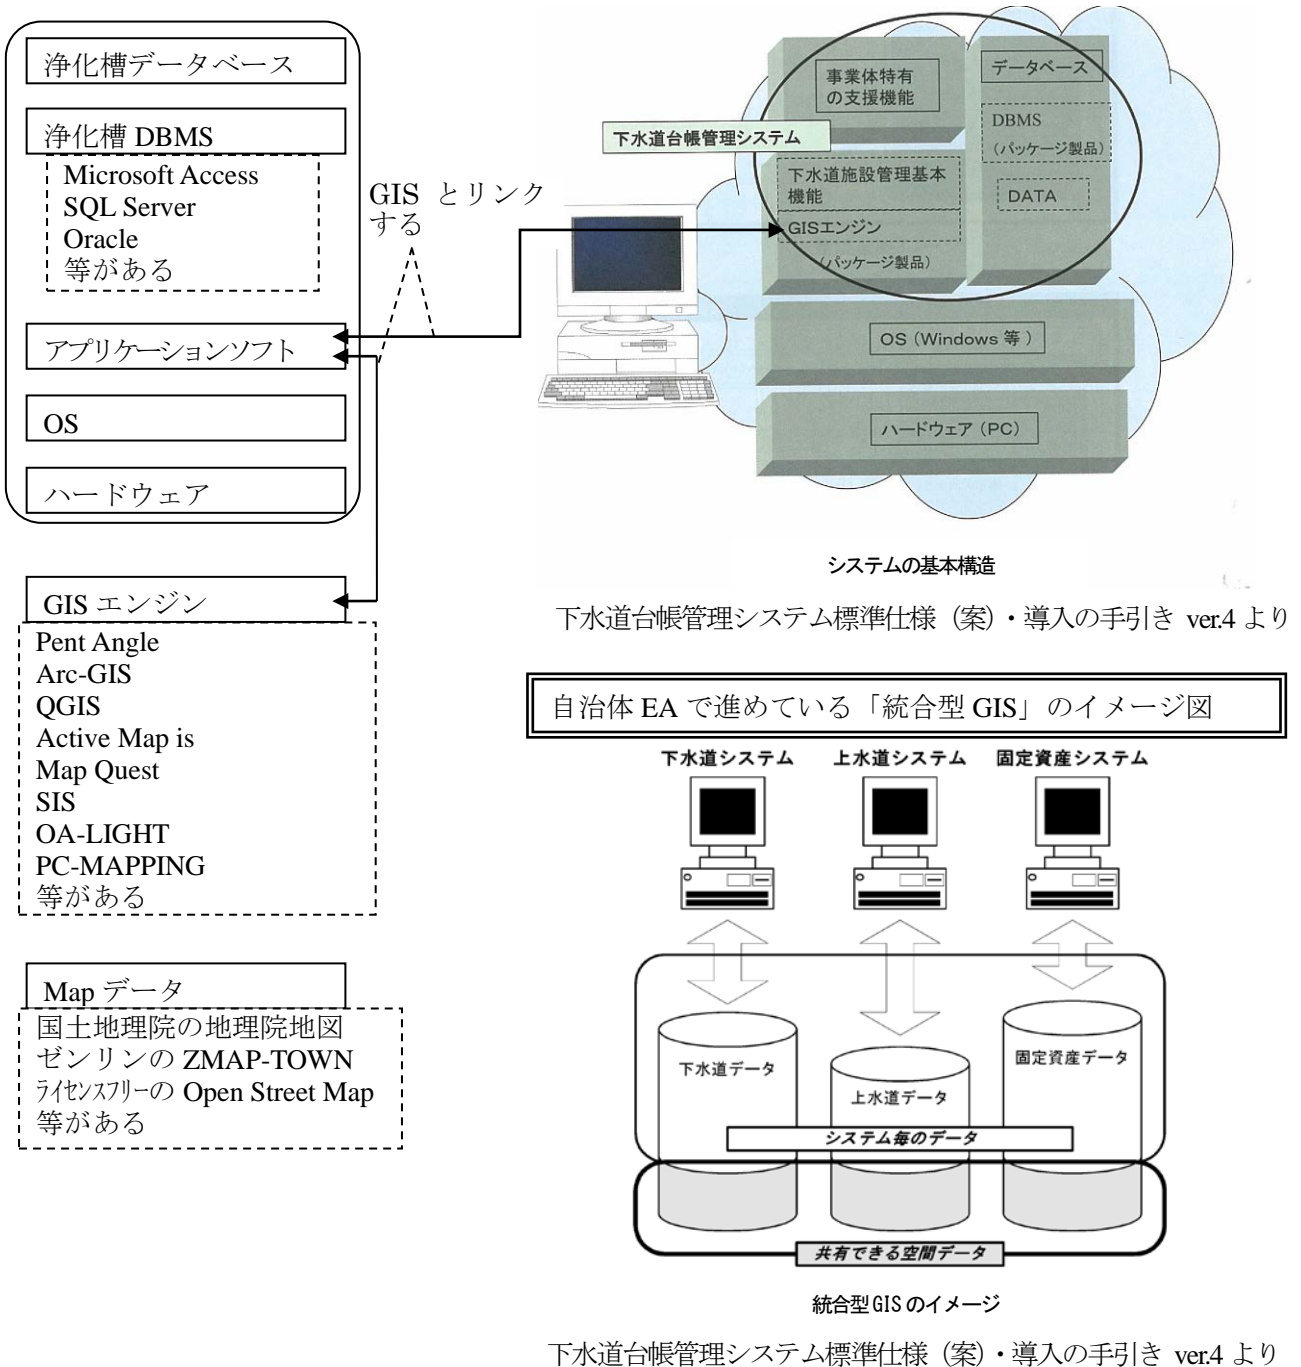 浄化槽データベース
浄化槽 DBMS
Microsoft Access
SQL Server
Oracle
等がある
アプリケーションソフト
OS
ハードウェア
GIS とリンク
する
GIS エンジン
Pent Angle
Arc-GIS
QGIS
Active Map is
Map Quest
SIS
OA-LIGHT
PC-MAPPING
等がある
Map データ
国土地理院の地理院地図
ゼンリンの ZMAP-TOWN
ライセンスフリーの Open Street Map
等がある
事業体特有
の支援機能
データベース
下水道台帳管理システム
DBMS
(パッケージ製品)
下水道施設管理基本
機能
DATA
GISエンジン
(パッケージ製品)
OS (Windows 等 )
ハードウェア (PC)
システムの基本構造
下水道台帳管理システム標準仕様（案）・導入の手引き ver.4 より
自治体 EA で進めている「統合型 GIS」のイメージ図
下水道システム
上水道システム
固定資産システム
下水道データ
上水道データ
固定資産データ
システム毎のデータ
共有できる空間データ
統合型 GIS のイメージ
下水道台帳管理システム標準仕様（案）・導入の手引き ver.4 より